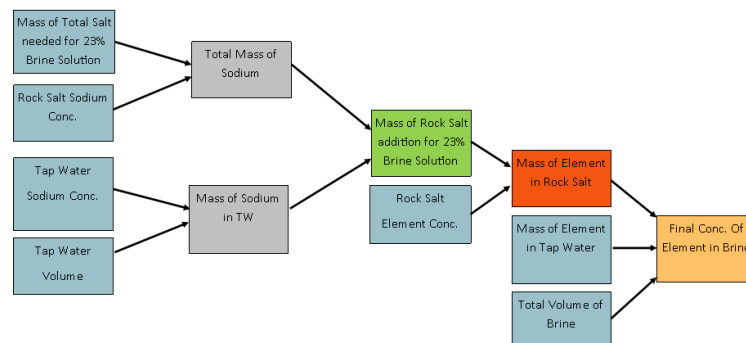 Mass of Total Salt
needed for 23%
Brine Solution
Rock Salt Sodium
Conc.
Total Mass of
Sodium
Tap Water
Sodium Conc.
Tap Water
Volume
Mass of Sodium
in TW
Mass of Rock Salt
addition for 23%
Brine Solution
Rock Salt
Element Conc.
Mass of Element
in Rock Salt
Mass of Element
in Tap Water
Total Volume of
Brine
Final Conc. Of
Element in Brine